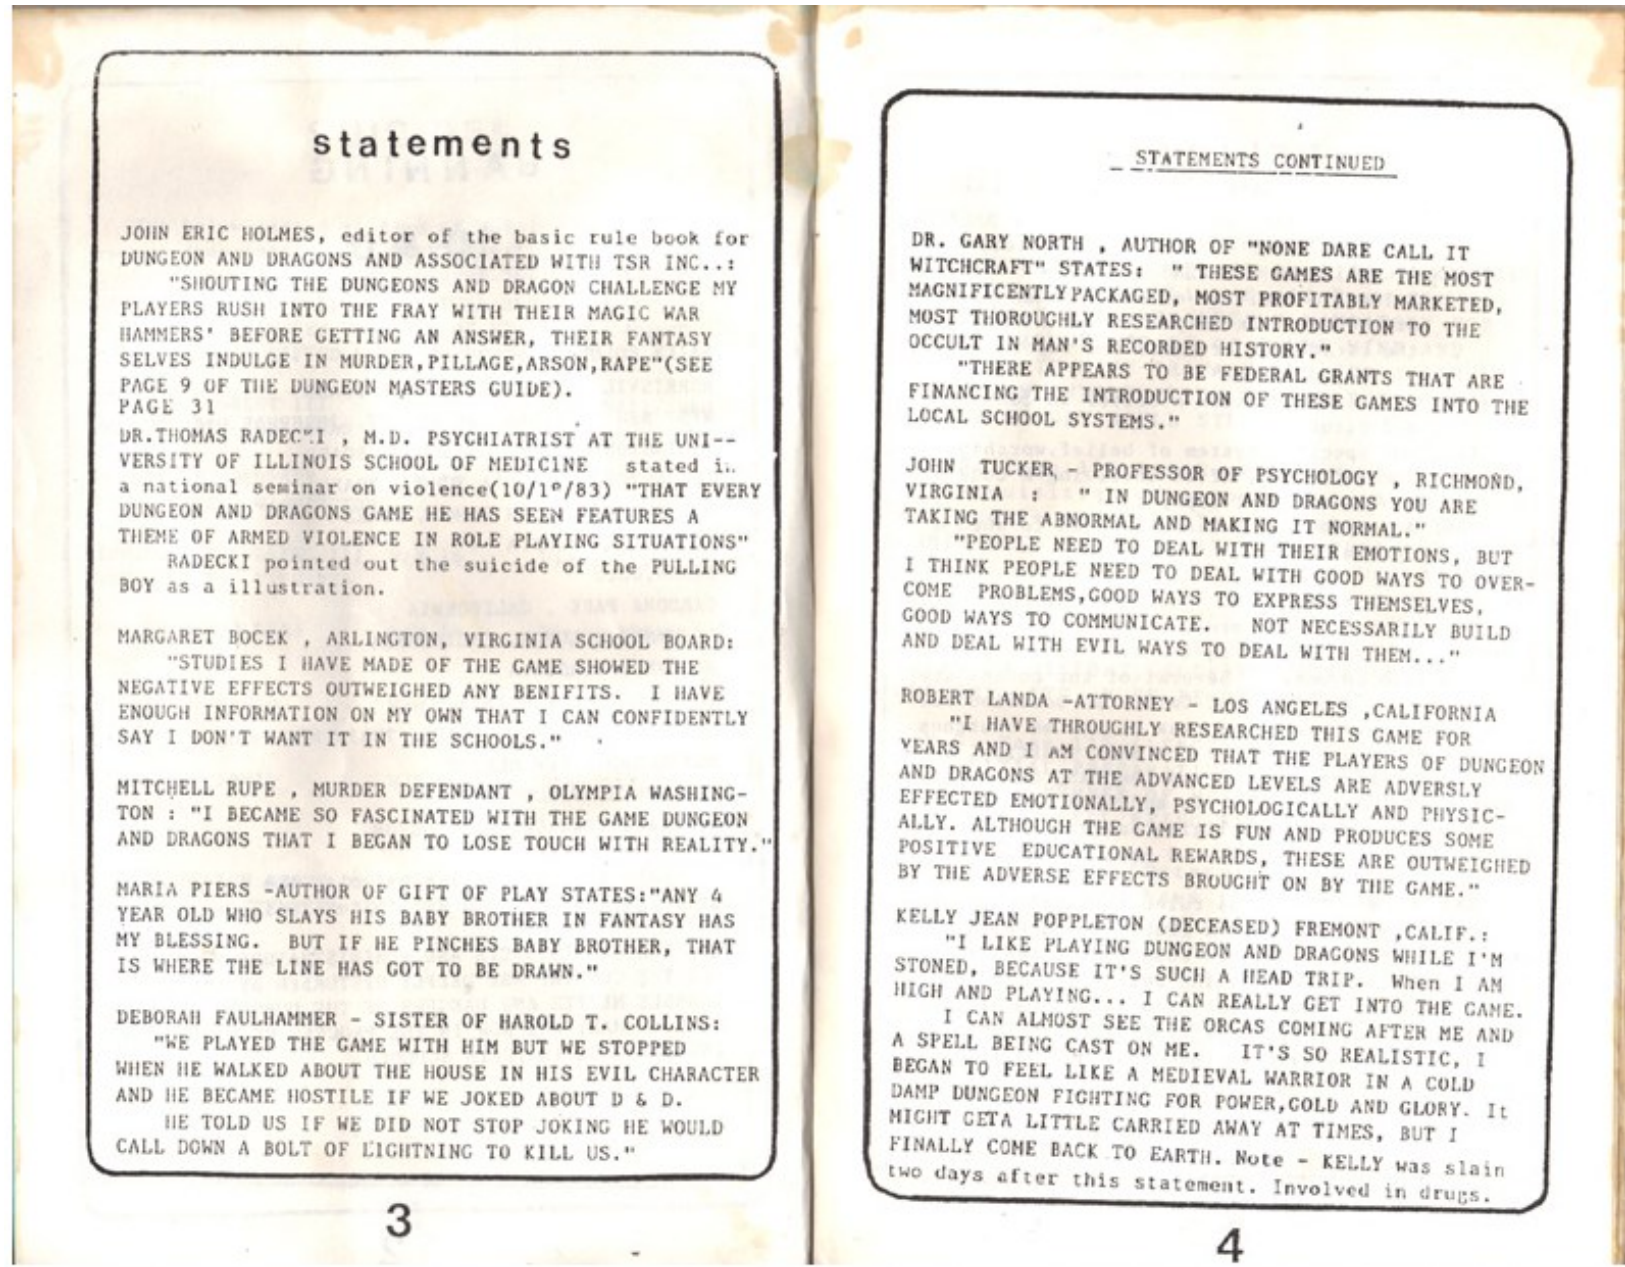 statements
JOHN ERIC HOLMES, editor of the basic rule book for
DUNGEON AND DRAGONS AND ASSOCIATED WITH TSR INC..:
"SHOUTING THE DUNGEONS AND DRAGON CHALLENGE MY
PLAYERS RUSH INTO THE FRAY WITH THEIR MAGIC WAR
HAMMERS' BEFORE GETTING AN ANSWER, THEIR FANTASY
SELVES INDULGE IN MURDER,PILLAGE,ARSON,RAPE"(SEE
PAGE 9 OF THE DUNGEON MASTERS GUIDE).
PAGE 31
DR.THOMAS RADECKI , M.D. PSYCHIATRIST AT THE UNI--
VERSITY OF ILLINOIS SCHOOL OF MEDICINE stated in
a national seminar on violence( "THAT EVERY
DUNGEON AND DRAGONS GAME HE HAS SEEN FEATURES A
THEME OF ARMED VIOLENCE IN ROLE PLAYING SITUATIONS"
RADECKI pointed out the suicide of the PULLING
BOY as a illustration.
MARGARET BOCEK , ARLINGTON, VIRGINIA SCHOOL BOARD:
"STUDIES I HAVE MADE OF THE GAME SHOWED THE
NEGATIVE EFFECTS OUTWEIGHED ANY BENIFITS. I HAVE
ENOUGH INFORMATION ON MY OWN THAT I CAN CONFIDENTLY
SAY I DON'T WANT IT IN THE SCHOOLS."
MITCHELL RUPE , MURDER DEFENDANT , OLYMPIA WASHING-
TON : "I BECAME SO FASCINATED WITH THE GAME DUNGEON
AND DRAGONS THAT I BEGAN TO LOSE TOUCH WITH REALITY."
MARIA PIERS -AUTHOR OF GIFT OF PLAY STATES:"ANY 4
YEAR OLD WHO SLAYS HIS BABY BROTHER IN FANTASY HAS
MY BLESSING. BUT IF HE PINCHES BABY BROTHER, THAT
IS WHERE THE LINE HAS GOT TO BE DRAWN."
DEBORAH FAULHAMMER - SISTER OF HAROLD T. COLLINS:
"WE PLAYED THE GAME WITH HIM BUT WE STOPPED
WHEN HE WALKED ABOUT THE HOUSE IN HIS EVIL CHARACTER
AND HE BECAME HOSTILE IF WE JOKED ABOUT D & D.
HE TOLD US IF WE DID NOT STOP JOKING HE WOULD
CALL DOWN A BOLT OF LIGHTNING TO KILL US."
3
STATEMENTS CONTINUED
DR. GARY NORTH , AUTHOR OF "NONE DARE CALL IT
WITCHCRAFT" STATES: " THESE GAMES ARE THE MOST
MAGNIFICENTLY PACKAGED, MOST PROFITABLY MARKETED,
MOST THOROUGHLY RESEARCHED INTRODUCTION TO THE
OCCULT IN MAN'S RECORDED HISTORY."
"THERE APPEARS TO BE FEDERAL GRANTS THAT ARE
FINANCING THE INTRODUCTION OF THESE GAMES INTO THE
LOCAL SCHOOL SYSTEMS."
JOHN TUCKER - PROFESSOR OF PSYCHOLOGY , RICHMOND,
VIRGINIA : " IN DUNGEON AND DRAGONS YOU ARE
TAKING THE ABNORMAL AND MAKING IT NORMAL."
"PEOPLE NEED TO DEAL WITH THEIR EMOTIONS, BUT
I THINK PEOPLE NEED TO DEAL WITH GOOD WAYS TO OVER-
COME PROBLEMS,GOOD WAYS TO EXPRESS THEMSELVES,
GOOD WAYS TO COMMUNICATE. NOT NECESSARILY BUILD
AND DEAL WITH EVIL WAYS TO DEAL WITH THEM..."
ROBERT LANDA -ATTORNEY - LOS ANGELES ,CALIFORNIA
"I HAVE THROUGHLY RESEARCHED THIS GAME FOR
YEARS AND I AM CONVINCED THAT THE PLAYERS OF DUNGEON
AND DRAGONS AT THE ADVANCED LEVELS ARE ADVERSLY
EFFECTED EMOTIONALLY, PSYCHOLOGICALLY AND PHYSIC-
ALLY. ALTHOUGH THE GAME IS FUN AND PRODUCES SOME
POSITIVE EDUCATIONAL REWARDS, THESE ARE OUTWEIGHED
BY THE ADVERSE EFFECTS BROUGHT ON BY THE GAME."
KELLY JEAN POPPLETON (DECEASED) FREMONT ,CALIF.:
"I LIKE PLAYING DUNGEON AND DRAGONS WHILE I'M
STONED, BECAUSE IT'S SUCH A HEAD TRIP. When I AM
HIGH AND PLAYING... I CAN REALLY GET INTO THE GAME.
I CAN ALMOST SEE THE ORCAS COMING AFTER ME AND
A SPELL BEING CAST ON ME. IT'S SO REALISTIC, I
BEGAN TO FEEL LIKE A MEDIEVAL WARRIOR IN A COLD
DAMP DUNGEON FIGHTING FOR POWER,GOLD AND GLORY. It
MIGHT GETA LITTLE CARRIED AWAY AT TIMES, BUT I
FINALLY COME BACK TO EARTH. Note - KELLY was slain
two days after this statement. Involved in drugs.
4